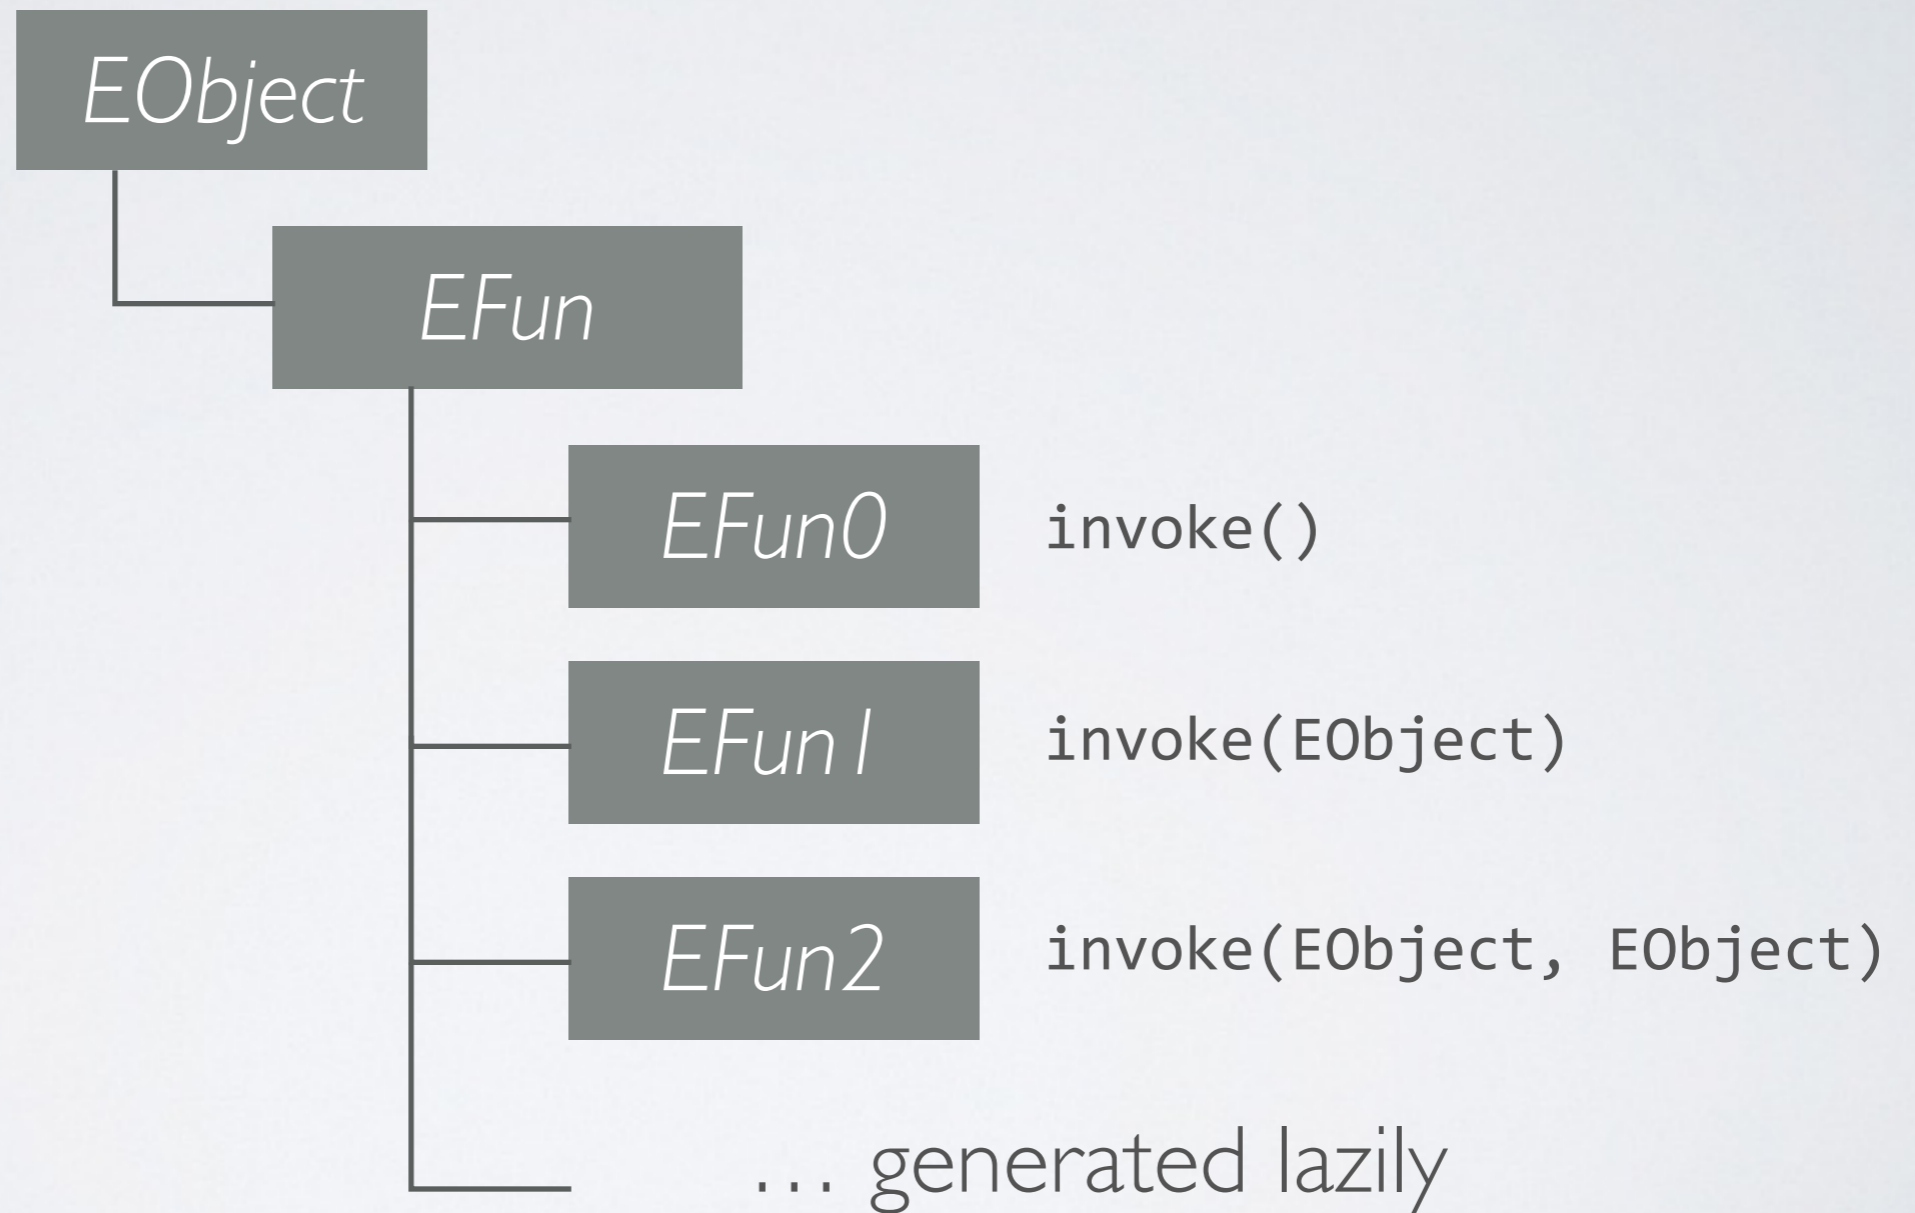 EObject
EFun
EFun0 invoke()
EFun1 invoke(EObject)
EFun2 invoke(EObject, EObject)
… generated lazily